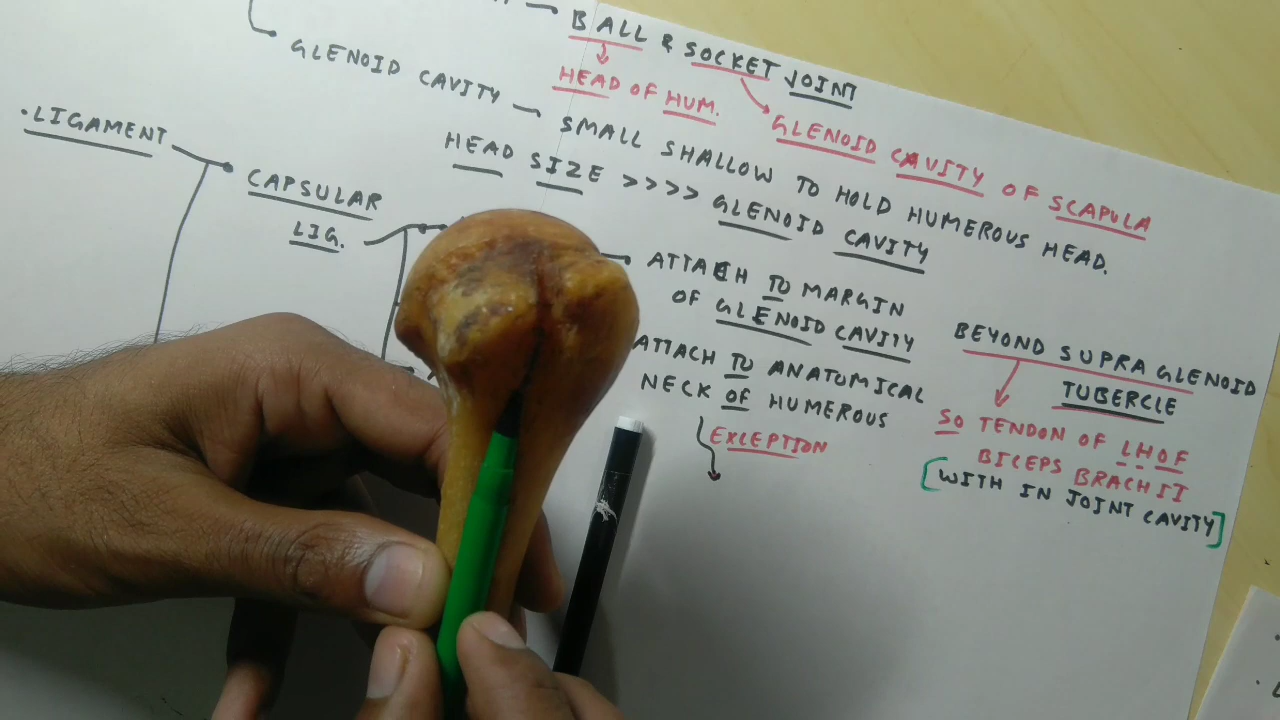 BALL & SOCKET JOINT
HEAD OF HUM.
GLENOID CAVITY OF SCAPULA
GLENOID CAVITY
SMALL SHALLOW TO HOLD HUMEROUS HEAD.
HEAD SIZE >>>> GLENOID CAVITY
.LIGAMENT
CAPSULAR
LIG.
ATTACH TO MARGIN
OF GLENOID CAVITY
ATTACH TO ANATOMICAL
NECK OF HUMEROUS
EXCEPTION
BEYOND SUPRA GLENOID
TUBERCLE
SO TENDON OF LHOF
BICEPS BRACHII
[WITH IN JOINT CAVITY]